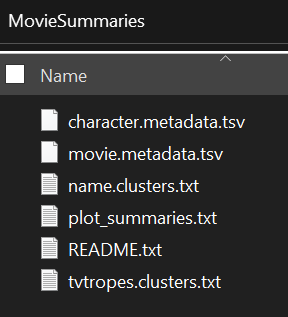 MovieSummaries
Name
character.metadata.tsv
movie.metadata.tsv
name.clusters.txt
plot_summaries.txt
README.txt
tvtropes.clusters.txt